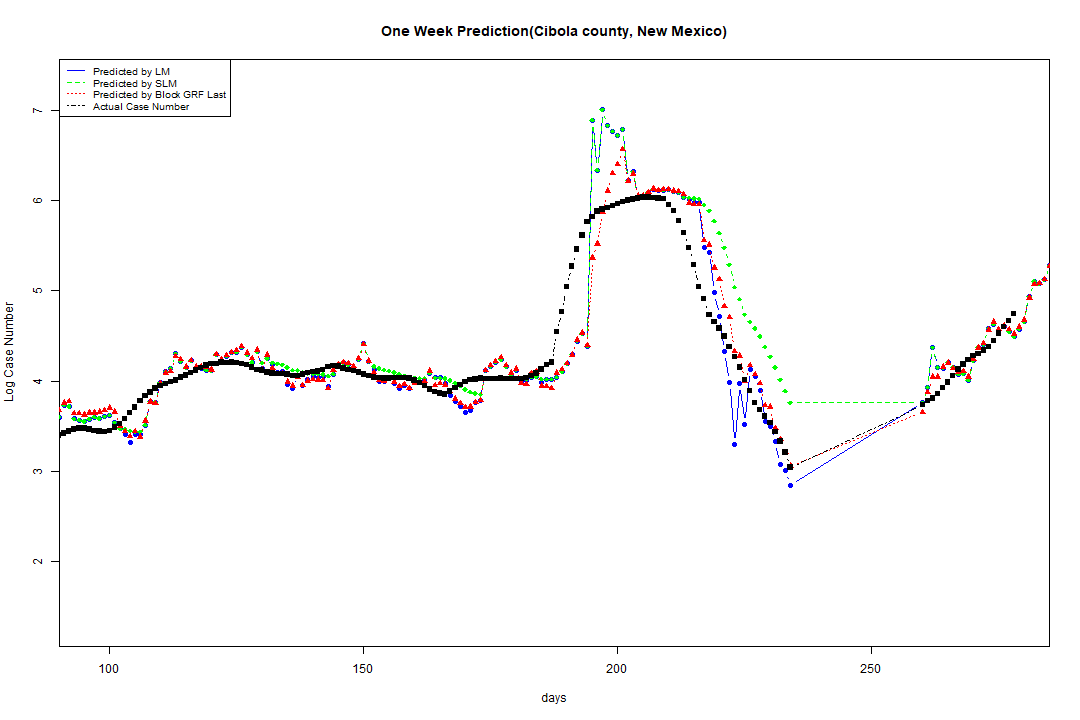 One Week Prediction(Cibola county, New Mexico)
Predicted by LM
Predicted by SLM
Predicted by Block GRF Last
Actual Case Number
Log Case Number
7
6
5
4
3
2
100 150 200 250
days